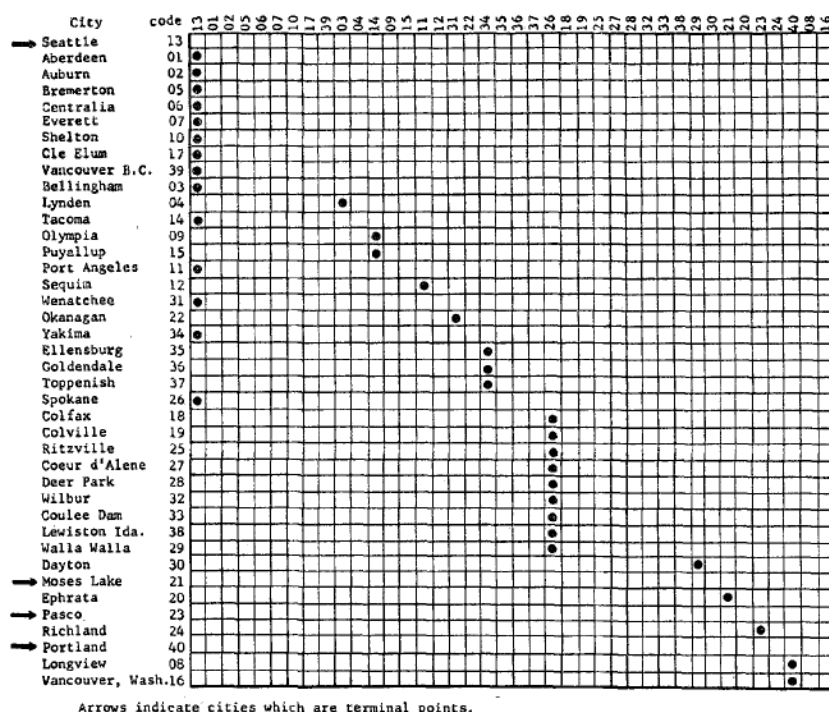 City code 13 01 02 05 06 07 10 17 39 03 04 14 09 15 11 12 31 22 34 35 36 37 26 18 19 25 27 28 32 33 38 29 30 21 20 23 24 40 08 16
Seattle 13
Aberdeen 01
Auburn 02
Bremerton 05
Centralia 06
Everett 07
Shelton 10
Cle Elum 17
Vancouver B.C. 39
Bellingham 03
Lynden 04
Tacoma 14
Olympia 09
Puyallup 15
Port Angeles 11
Sequim 12
Wenatchee 31
Okanagan 22
Yakima 34
Ellensburg 35
Goldendale 36
Toppenish 37
Spokane 26
Colfax 18
Colville 19
Ritzville 25
Coeur d'Alene 27
Deer Park 28
Wilbur 32
Coulee Dam 33
Lewiston Ida. 38
Walla Walla 29
Dayton 30
Moses Lake 21
Ephrata 20
Pasco 23
Richland 24
Portland 40
Longview 08
Vancouver, Wash. 16
Arrows indicate cities which are terminal points.